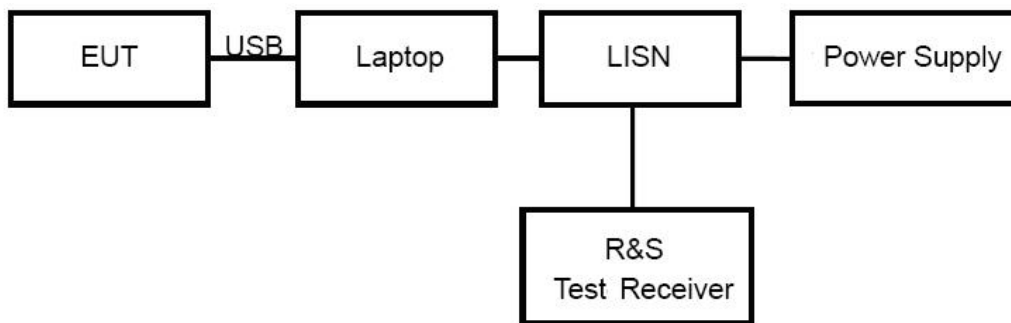 EUT
USB
Laptop
LISN
Power Supply
R&S
Test Receiver